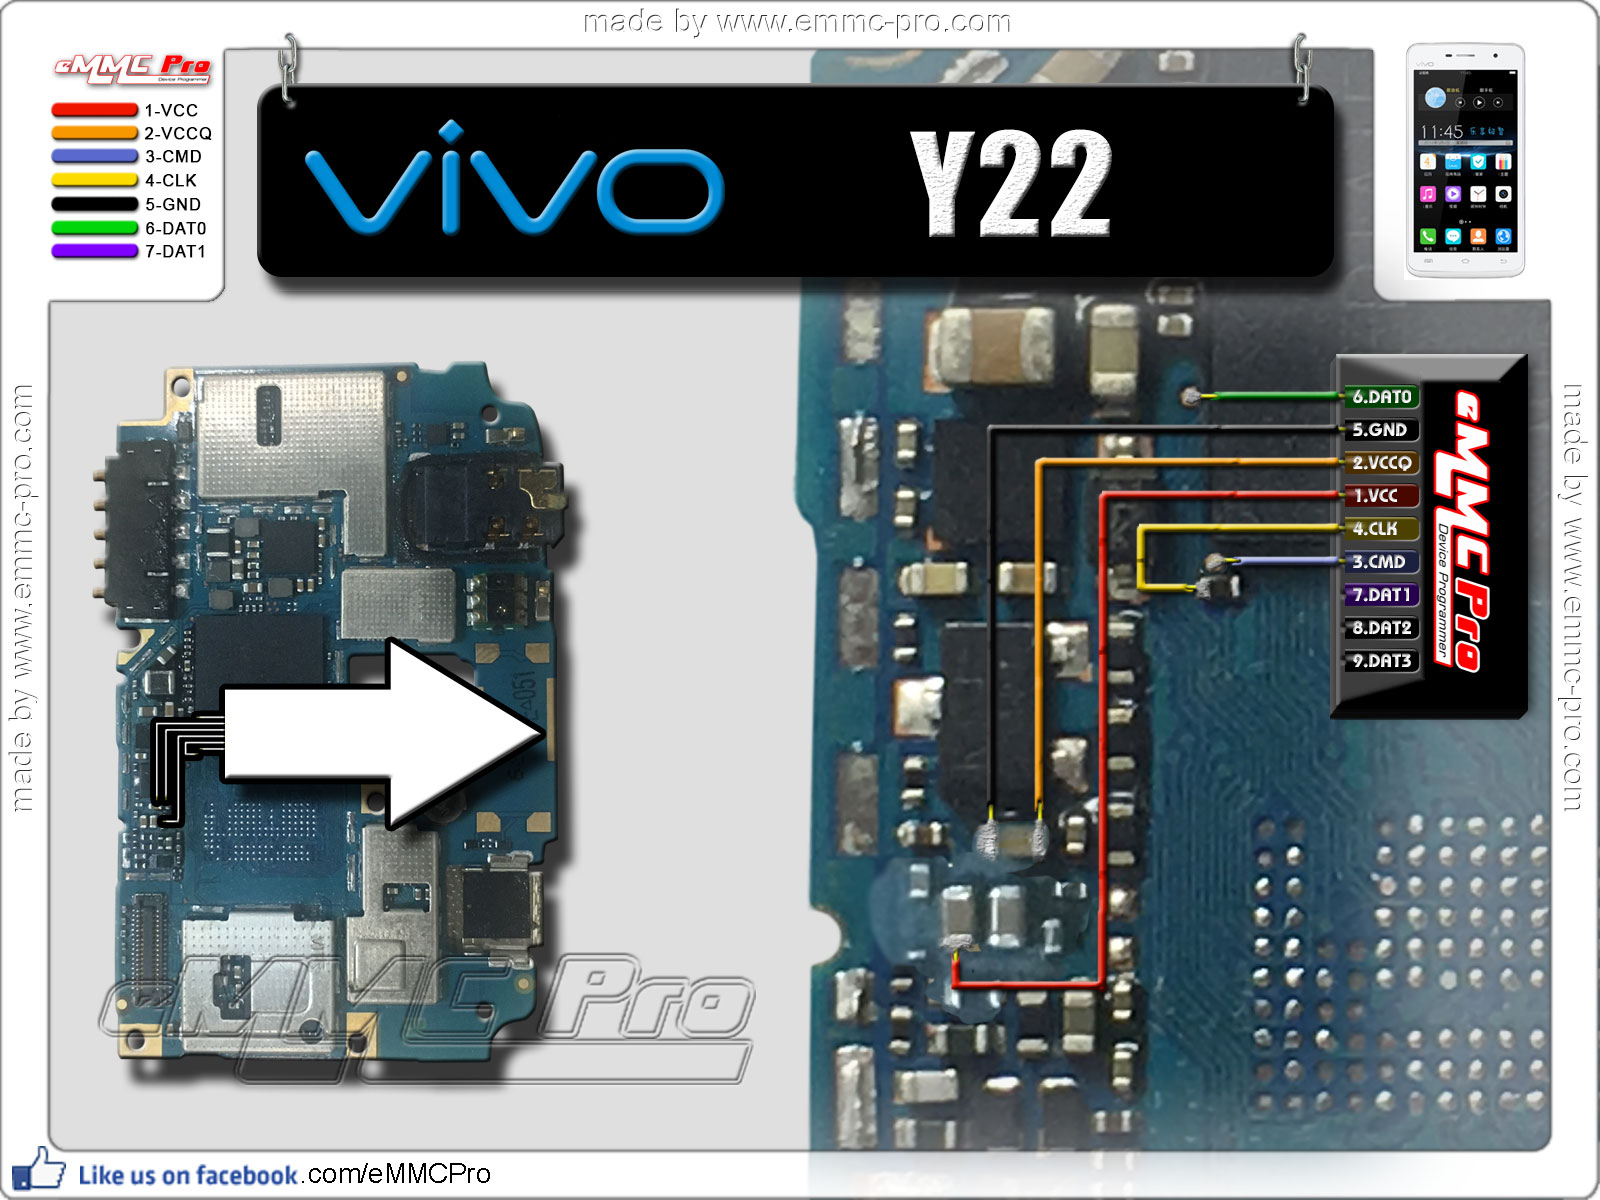 made by www.emmc-pro.com
eMMC Pro
Device Programmer
1-VCC
2-VCCQ
3-CMD
4-CLK
5-GND
6-DAT0
7-DAT1
vivo Y22
vivo
11:45
6.DAT0
5.GND
2.VCCQ
1.VCC
4.CLK
3.CMD
7.DAT1
8.DAT2
9.DAT3
eMMC Pro
Device Programmer
made by www.emmc-pro.com
made by www.emmc-pro.com
eMMC Pro
Like us on facebook.com/eMMCPro